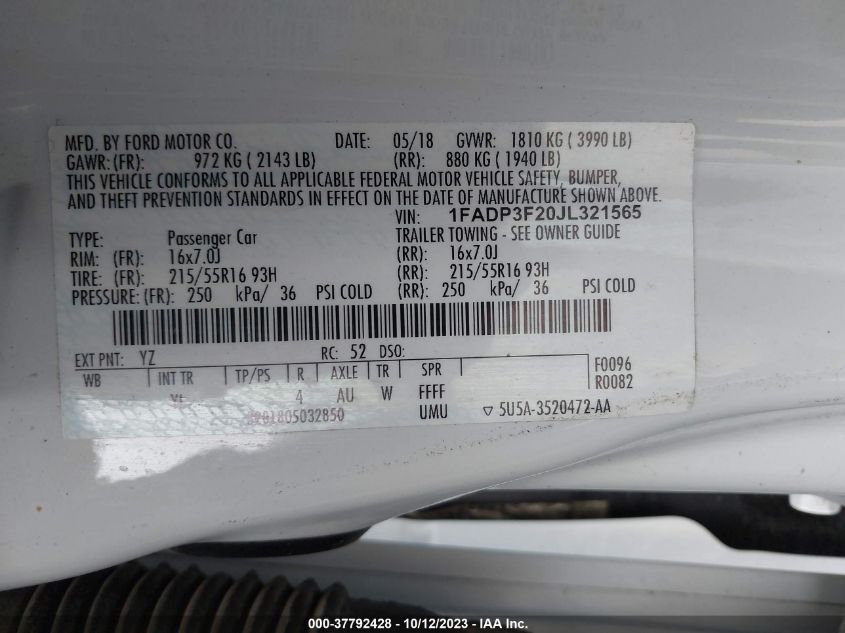 MFD. BY FORD MOTOR CO. DATE: 05/18 GVWR: 1810 KG ( 3990 LB)
GAWR: (FR): 972 KG ( 2143 LB) (RR): 880 KG ( 1940 LB)
THIS VEHICLE CONFORMS TO ALL APPLICABLE FEDERAL MOTOR VEHICLE SAFETY, BUMPER,
AND THEFT PREVENTION STANDARDS IN EFFECT ON THE DATE OF MANUFACTURE SHOWN ABOVE.
VIN: 1FADP3F20JL321565
TYPE: Passenger Car TRAILER TOWING - SEE OWNER GUIDE
RIM: (FR): 16x7.0J (RR): 16x7.0J
TIRE: (FR): 215/55R16 93H (RR): 215/55R16 93H
PRESSURE: (FR): 250 kPa/ 36 PSI COLD (RR): 250 kPa/ 36 PSI COLD
EXT PNT: YZ RC: 52 DSO:
WB INT TR TP/PS R AXLE TR SPR F0096
4 AU W FFFF R0082
UMU ▽ 5U5A-3520472-AA
000-37792428 - 10/12/2023 - IAA Inc.